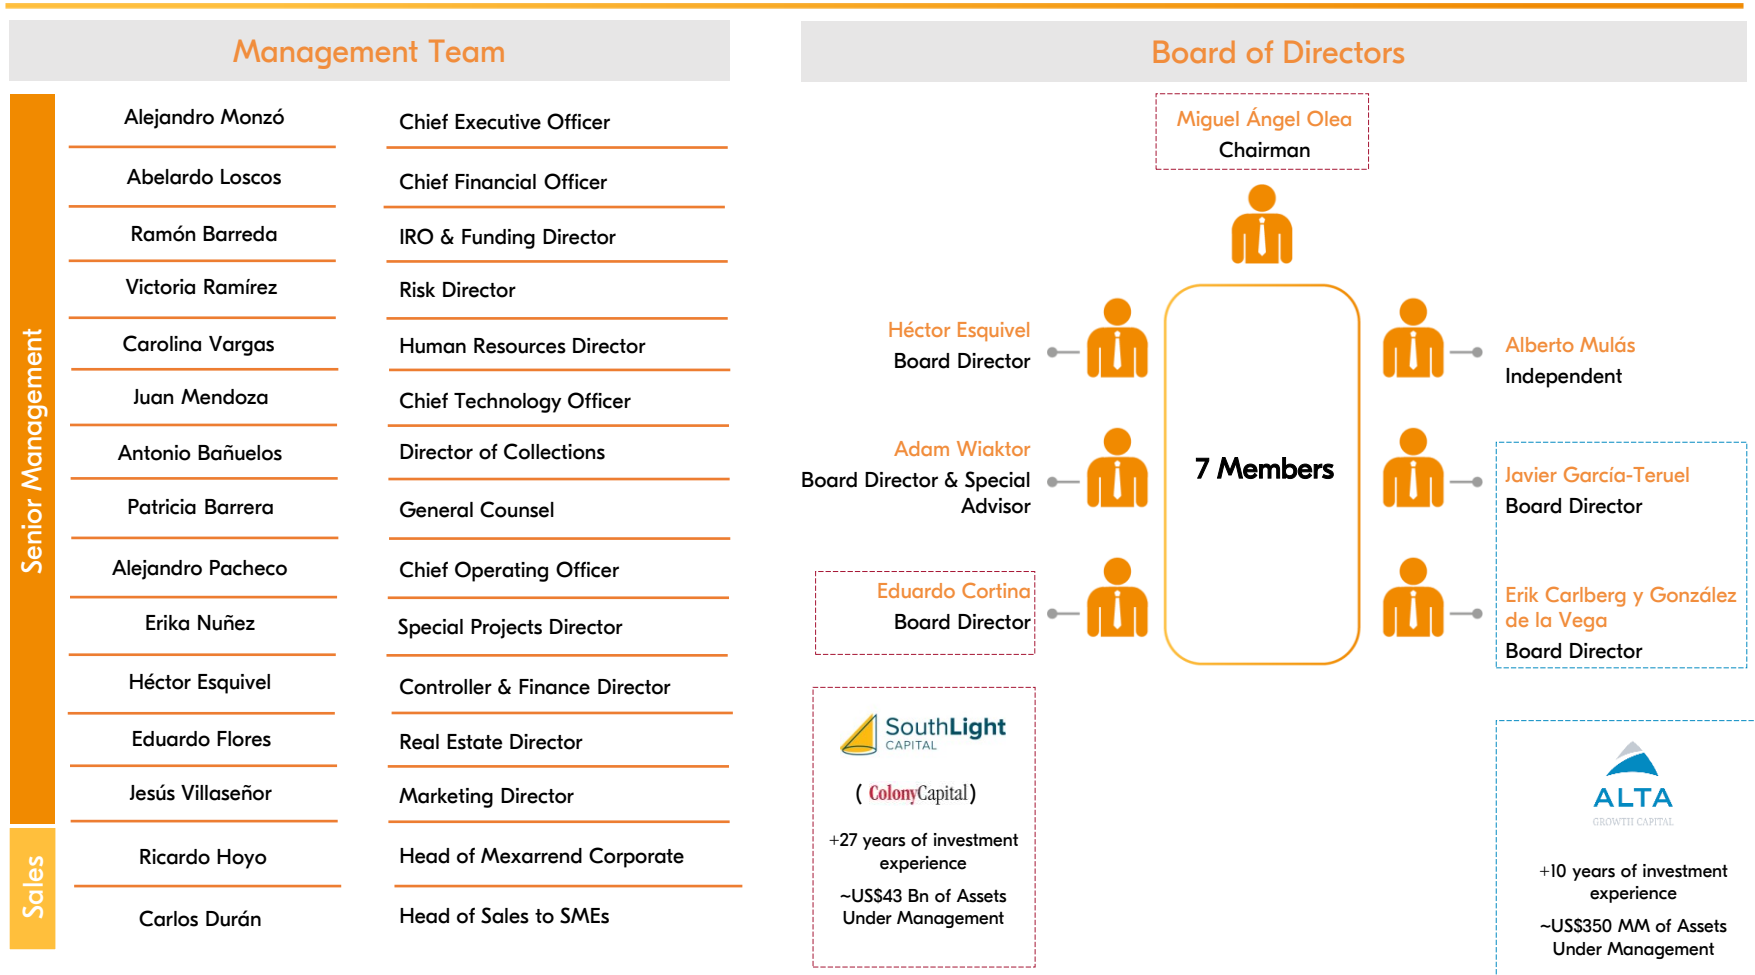 Management Team
Senior Management
Alejandro Monzó
Chief Executive Officer
Abelardo Loscos
Chief Financial Officer
Ramón Barreda
IRO & Funding Director
Victoria Ramírez
Risk Director
Carolina Vargas
Human Resources Director
Juan Mendoza
Chief Technology Officer
Antonio Bañuelos
Director of Collections
Patricia Barrera
General Counsel
Alejandro Pacheco
Chief Operating Officer
Erika Nuñez
Special Projects Director
Héctor Esquivel
Controller & Finance Director
Eduardo Flores
Real Estate Director
Jesús Villaseñor
Marketing Director
Sales
Ricardo Hoyo
Head of Mexarrend Corporate
Carlos Durán
Head of Sales to SMEs
Board of Directors
Miguel Ángel Olea
Chairman
Héctor Esquivel
Board Director
Adam Wiaktor
Board Director & Special
Advisor
Eduardo Cortina
Board Director
7 Members
Alberto Mulás
Independent
Javier García-Teruel
Board Director
Erik Carlberg y González
de la Vega
Board Director
SouthLight
CAPITAL
( ColonyCapital)
+27 years of investment
experience
~US$43 Bn of Assets
Under Management
ALTA
GROWTH CAPITAL
+10 years of investment
experience
~US$350 MM of Assets
Under Management